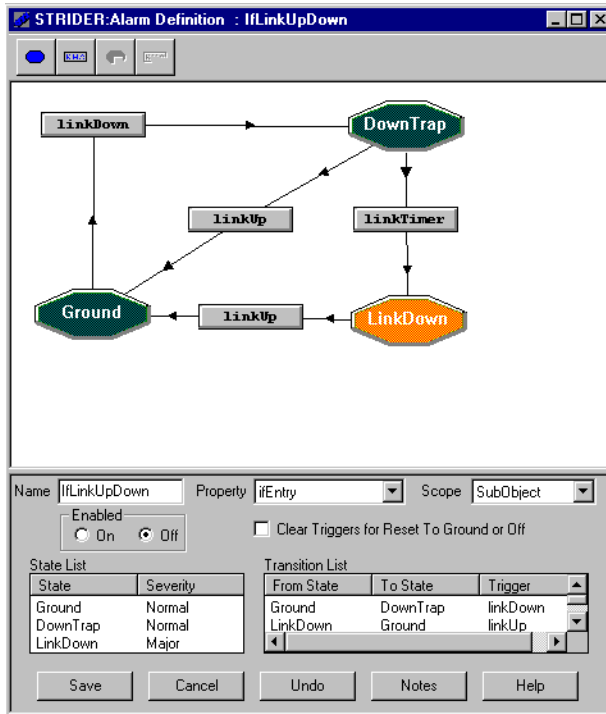 STRIDER:Alarm Definition : IfLinkUpDown
linkDown
DownTrap
linkUp
linkTimer
Ground
linkUp
LinkDown
Name IfLinkUpDown Property ifEntry Scope SubObject
Enabled
On Off
Clear Triggers for Reset To Ground or Off
State List
State Severity
Ground Normal
DownTrap Normal
LinkDown Major
Transition List
From State To State Trigger
Ground DownTrap linkDown
LinkDown Ground linkUp
Save Cancel Undo Notes Help